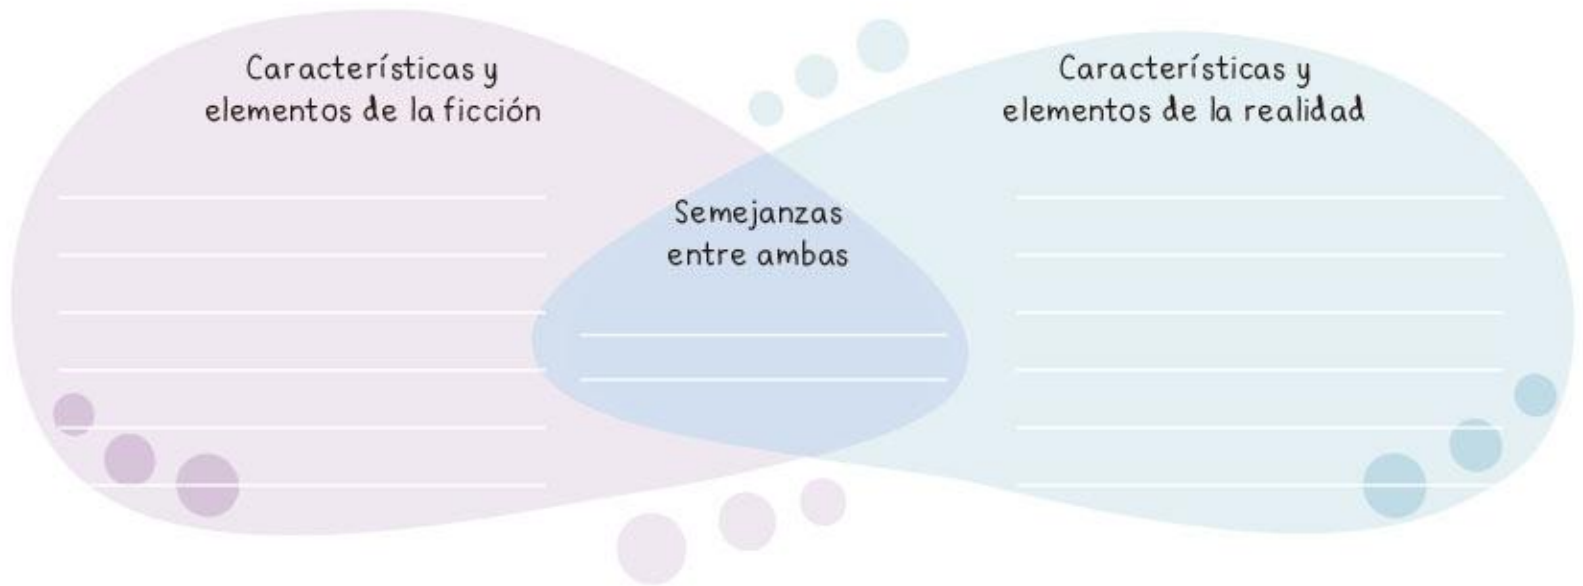 Características y
elementos de la ficción
Características y
elementos de la realidad
Semejanzas
entre ambas